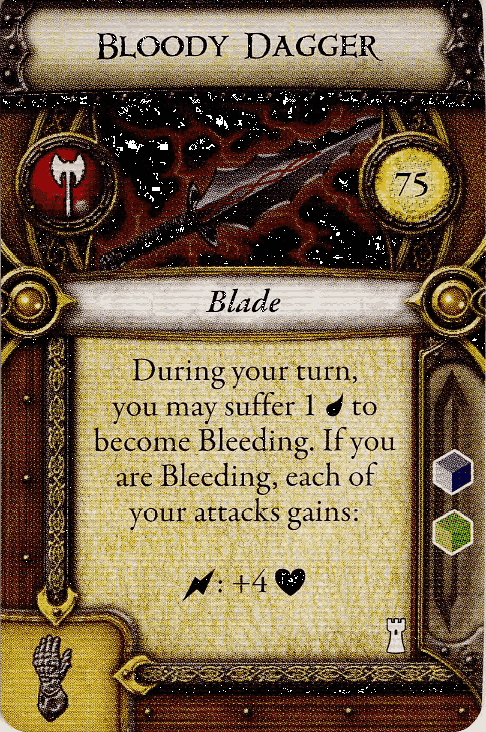 BLOODY DAGGER
75
Blade
During your turn,
you may suffer 1 to
become Bleeding. If you
are Bleeding, each of
your attacks gains:
: +4